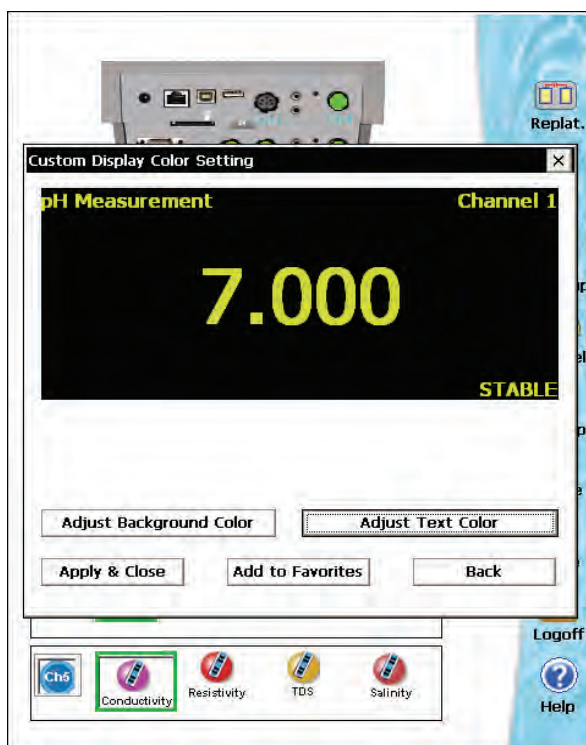 Replat.
Custom Display Color Setting
pH Measurement
Channel 1
7.000
STABLE
Adjust Background Color
Adjust Text Color
Apply & Close
Add to Favorites
Back
Logoff
Ch5
Conductivity
Resistivity
TDS
Salinity
Help